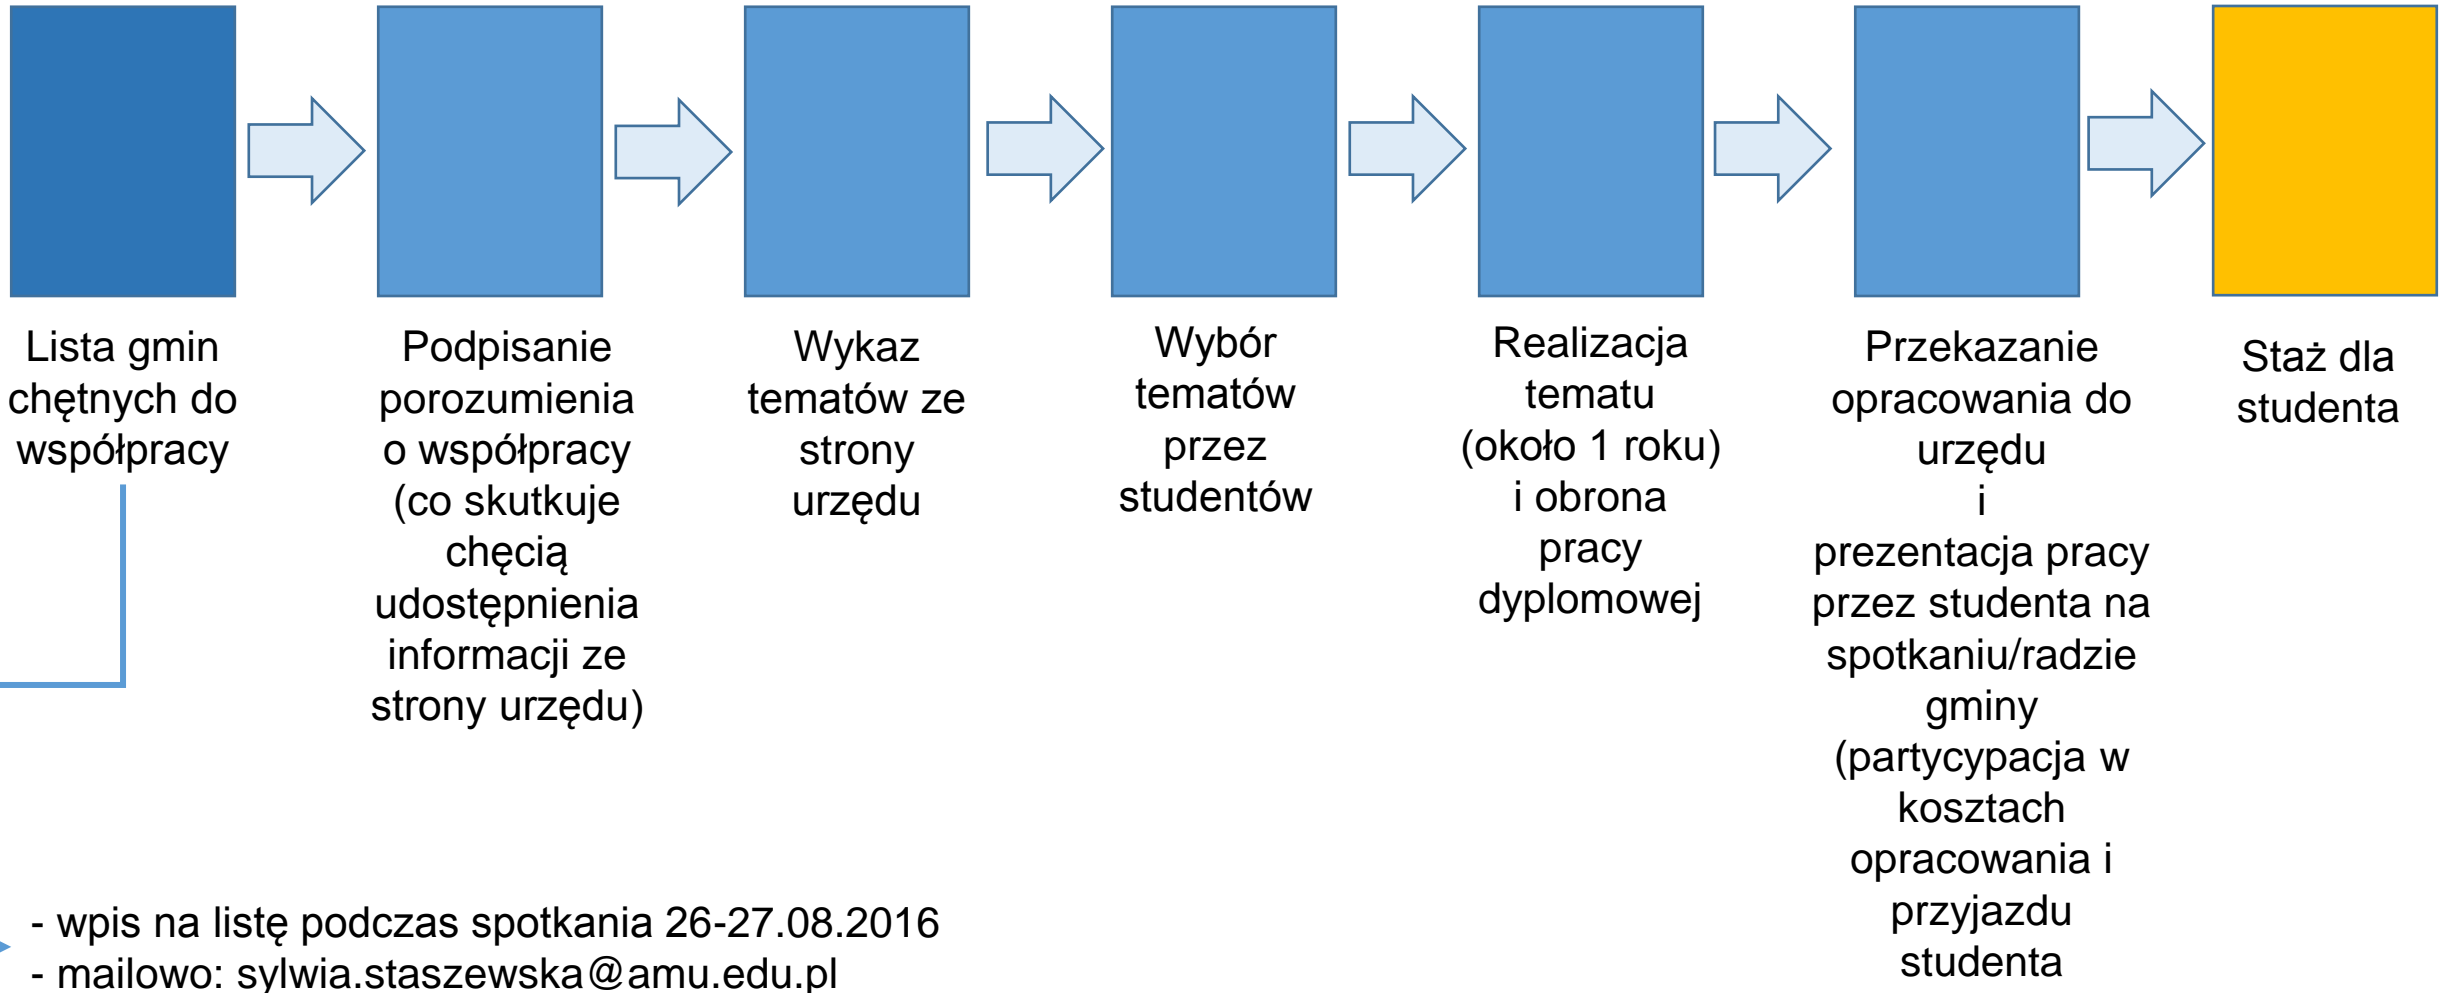 Lista gmin
chętnych do
współpracy
Podpisanie
porozumienia
o współpracy
(co skutkuje
chęcią
udostępnienia
informacji ze
strony urzędu)
Wykaz
tematów ze
strony
urzędu
Wybór
tematów
przez
studentów
Realizacja
tematu
(około 1 roku)
i obrona
pracy
dyplomowej
Przekazanie
opracowania do
urzędu
i
prezentacja pracy
przez studenta na
spotkaniu/radzie
gminy
(partycypacja w
kosztach
opracowania i
przyjazdu
studenta
Staż dla
studenta
- wpis na listę podczas spotkania 26-27.08.2016
- mailowo: sylwia.staszewska@amu.edu.pl